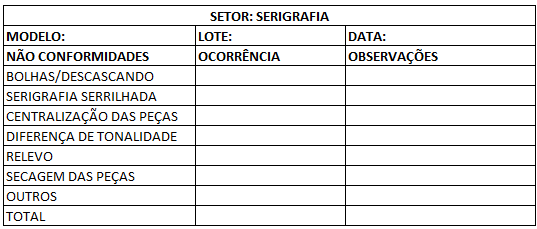 SETOR: SERIGRAFIA
MODELO: LOTE: DATA:
NÃO CONFORMIDADES OCORRÊNCIA OBSERVAÇÕES
BOLHAS/DESCASCANDO
SERIGRAFIA SERRILHADA
CENTRALIZAÇÃO DAS PEÇAS
DIFERENÇA DE TONALIDADE
RELEVO
SECAGEM DAS PEÇAS
OUTROS
TOTAL